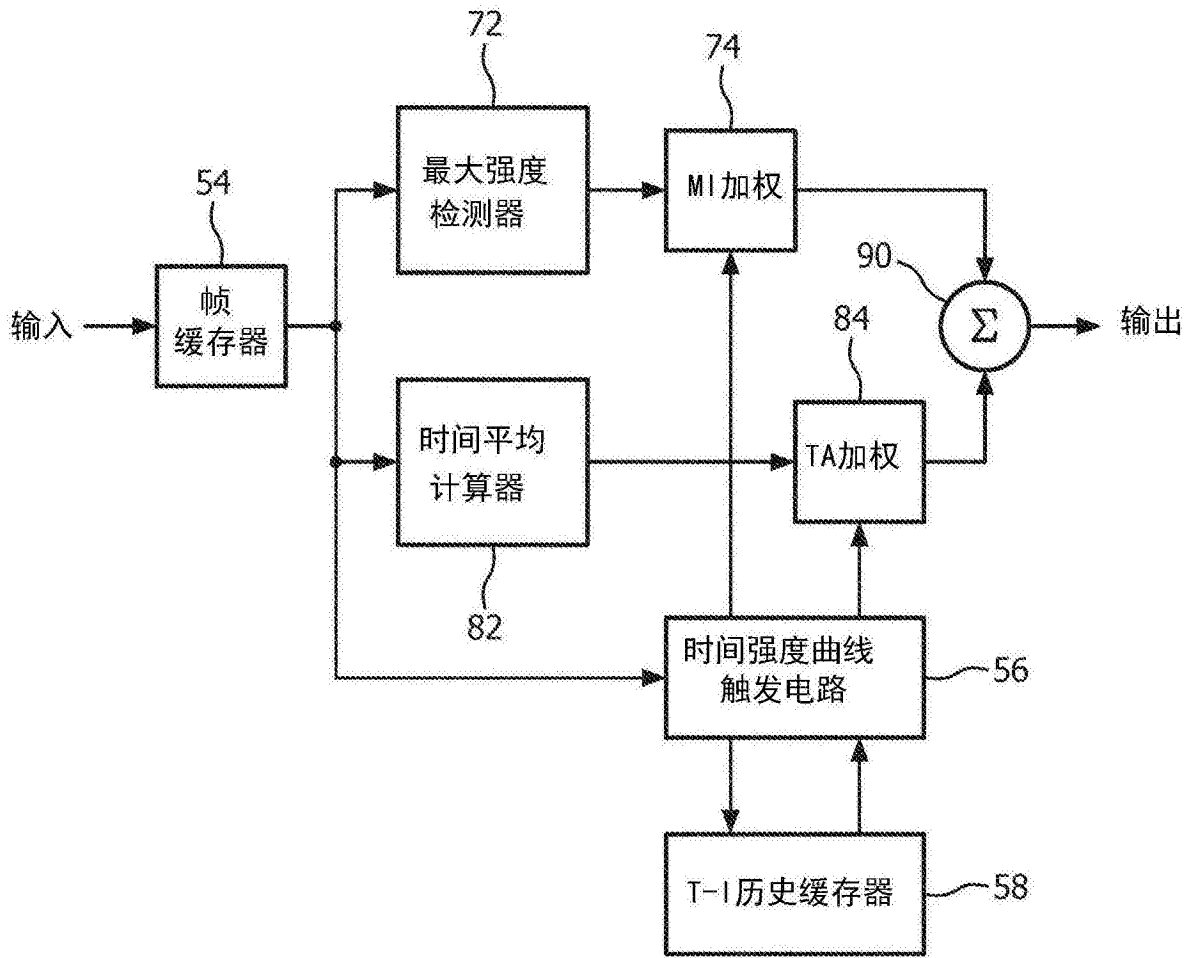 72
74
最大强度
检测器
MI加权
54
90
帧
缓存器
输入
Σ
输出
84
时间平均
计算器
TA加权
82
时间强度曲线
触发电路
56
T-I历史缓存器
58